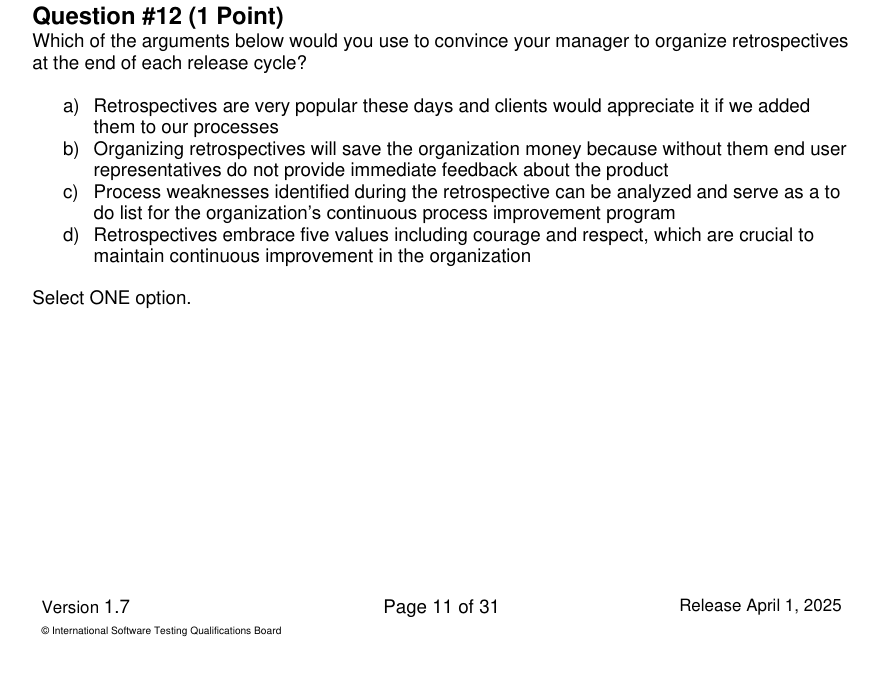 Question #12 (1 Point)
Which of the arguments below would you use to convince your manager to organize retrospectives
at the end of each release cycle?
a) Retrospectives are very popular these days and clients would appreciate it if we added
them to our processes
b) Organizing retrospectives will save the organization money because without them end user
representatives do not provide immediate feedback about the product
c) Process weaknesses identified during the retrospective can be analyzed and serve as a to
do list for the organization’s continuous process improvement program
d) Retrospectives embrace five values including courage and respect, which are crucial to
maintain continuous improvement in the organization
Select ONE option.
Version 1.7 Page 11 of 31 Release April 1, 2025
© International Software Testing Qualifications Board